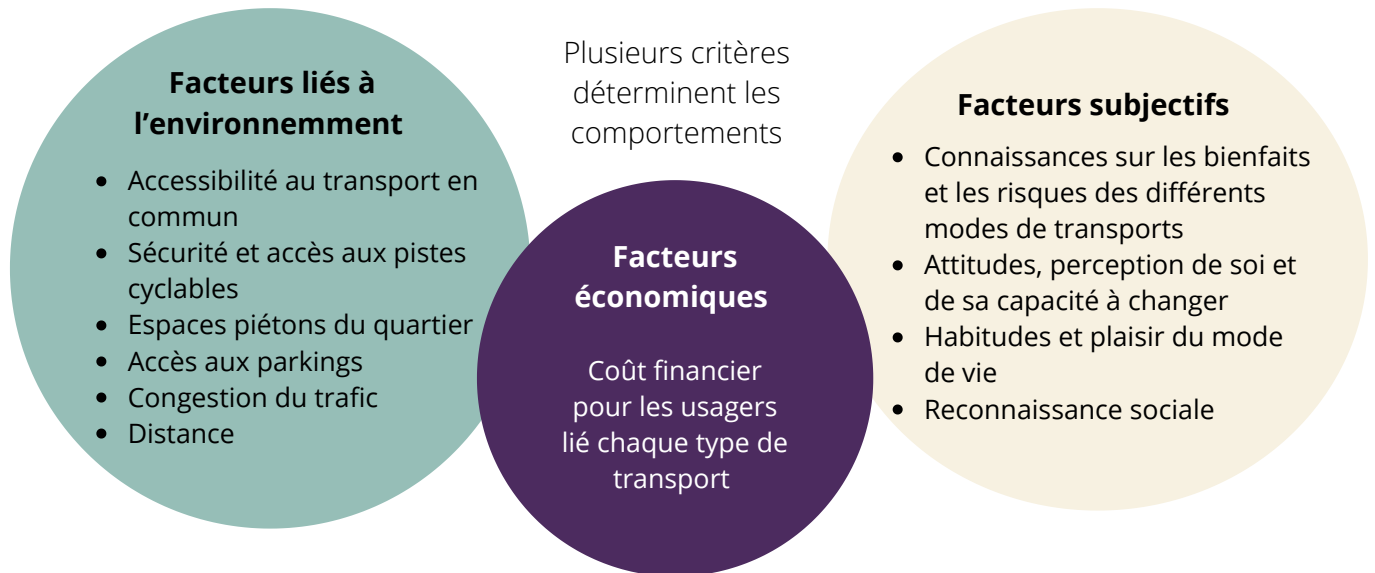 Plusieurs critères
déterminent les
comportements
Facteurs liés à
l’environnemment
• Accessibilité au transport en
commun
• Sécurité et accès aux pistes
cyclables
• Espaces piétons du quartier
• Accès aux parkings
• Congestion du trafic
• Distance
Facteurs
économiques
Coût financier
pour les usagers
lié chaque type de
transport
Facteurs subjectifs
• Connaissances sur les bienfaits
et les risques des différents
modes de transports
• Attitudes, perception de soi et
de sa capacité à changer
• Habitudes et plaisir du mode
de vie
• Reconnaissance sociale